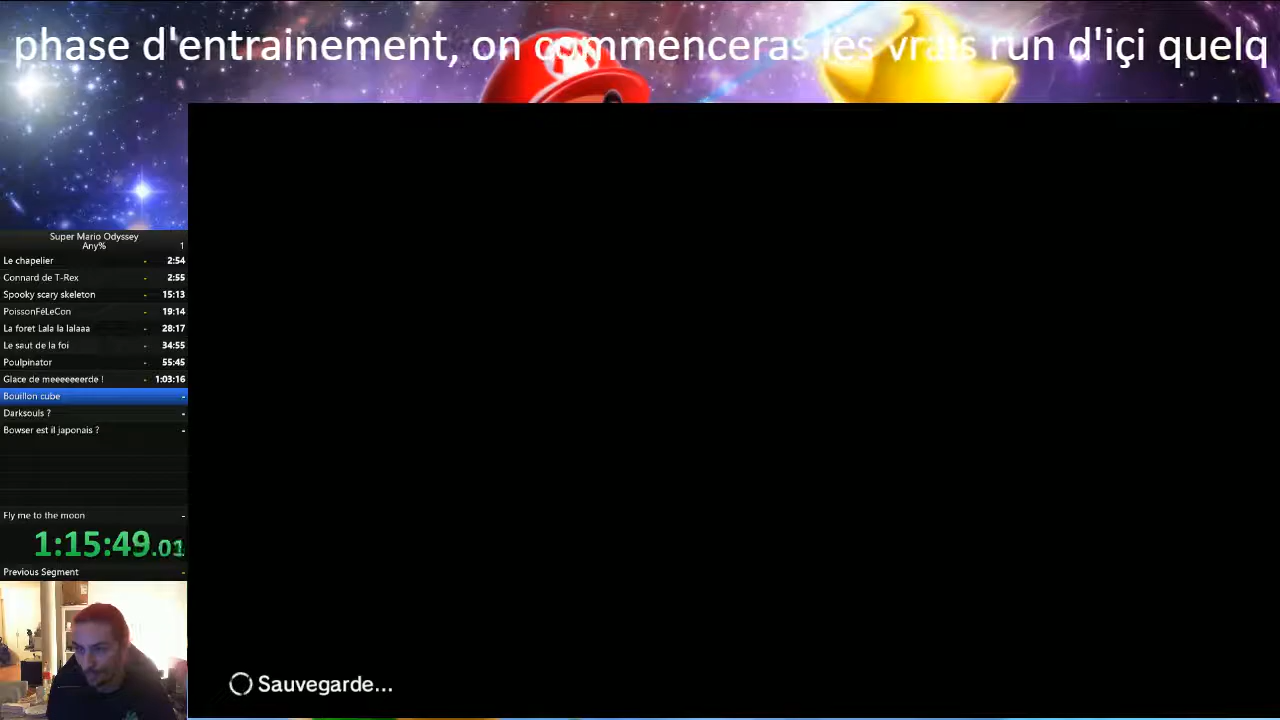 phase d'entrainement, on commenceras les vrais run d'içi quelq
Super Mario Odyssey
Any% 1
Le chapelier - 2:54
Connard de T-Rex - 2:55
Spooky scary skeleton - 15:13
PoissonFéLeCon - 19:14
La foret Lala la lalaaa - 28:17
Le saut de la foi - 34:55
Poulpinator - 55:45
Glace de meeeeeeerde ! - 1:03:16
Bouillon cube -
Darksouls ? -
Bowser est il japonais ? -
Fly me to the moon -
1:15:49.01
Previous Segment -
Sauvegarde...